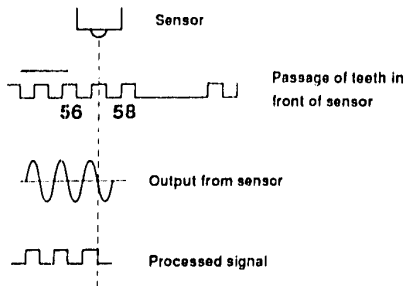 Sensor
Passage of teeth in
front of sensor
56 58
Output from sensor
Processed signal